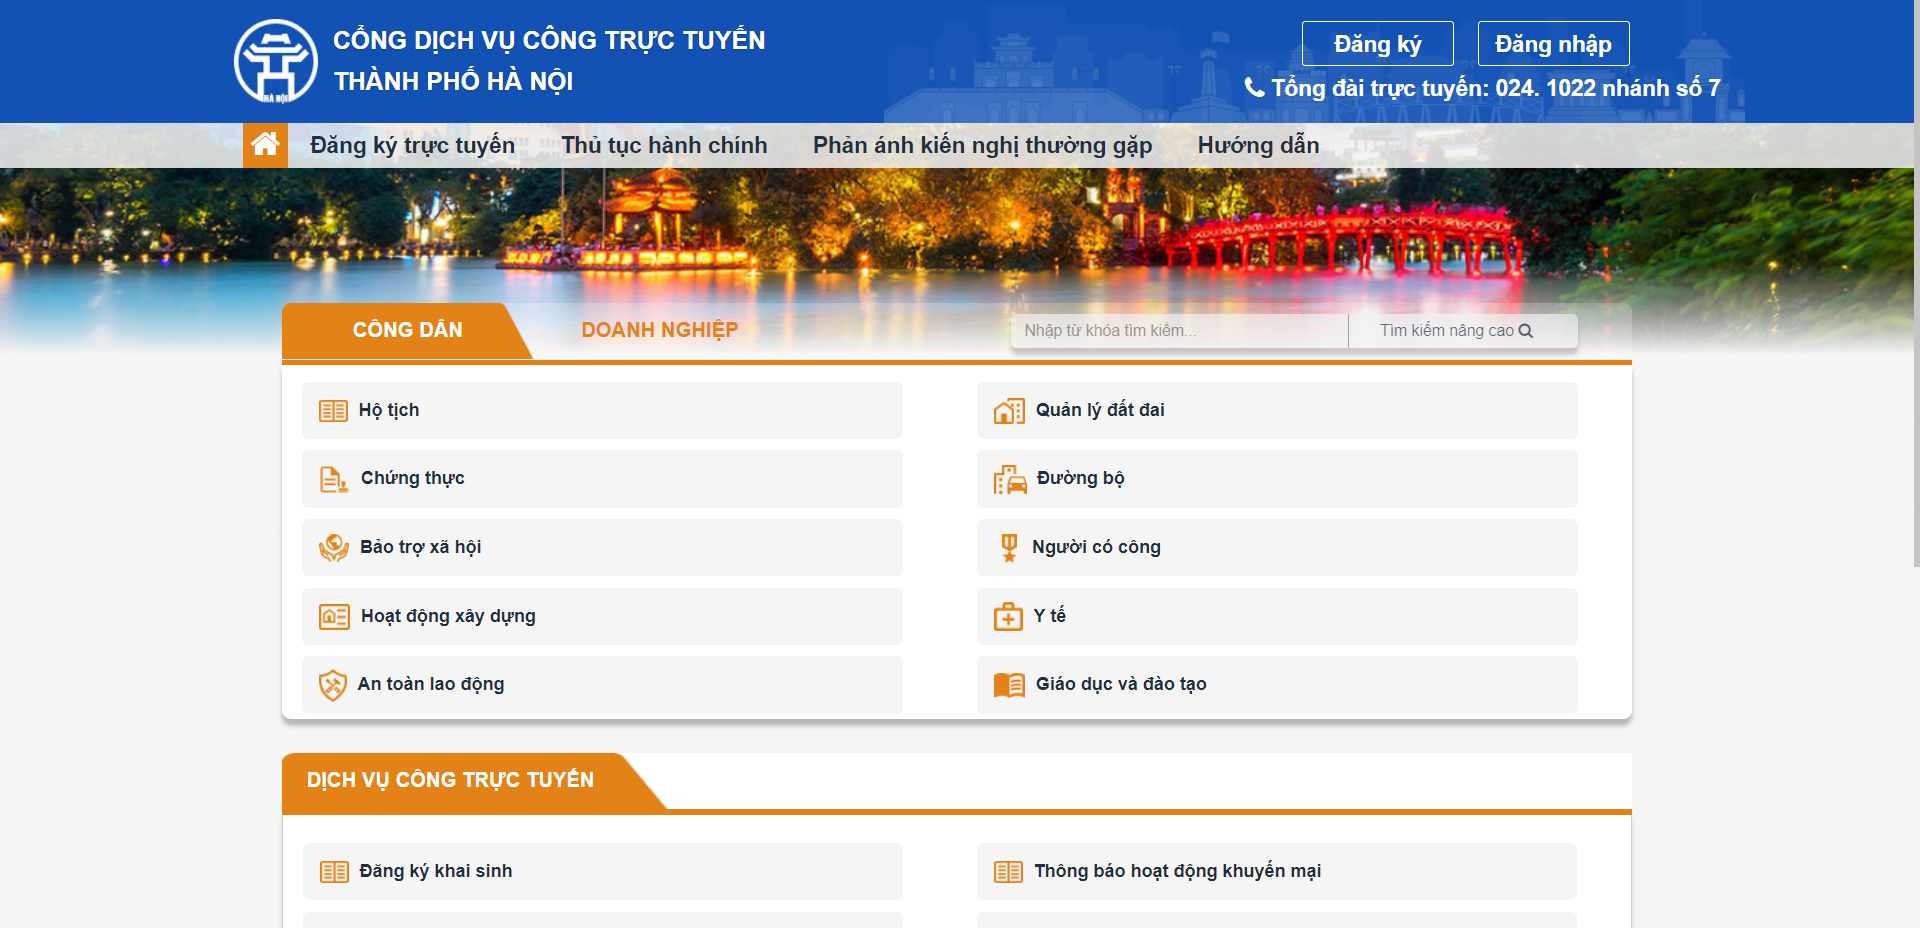 CỔNG DỊCH VỤ CÔNG TRỰC TUYẾN
THÀNH PHỐ HÀ NỘI
HÀ NỘI
Đăng ký
Đăng nhập
Tổng đài trực tuyến: 024. 1022 nhánh số 7
Đăng ký trực tuyến
Thủ tục hành chính
Phản ánh kiến nghị thường gặp
Hướng dẫn
CÔNG DÂN
DOANH NGHIỆP
Nhập từ khóa tìm kiếm...
Tìm kiếm nâng cao
Hộ tịch
Quản lý đất đai
Chứng thực
Đường bộ
Bảo trợ xã hội
Người có công
Hoạt động xây dựng
Y tế
An toàn lao động
Giáo dục và đào tạo
DỊCH VỤ CÔNG TRỰC TUYẾN
Đăng ký khai sinh
Thông báo hoạt động khuyến mại